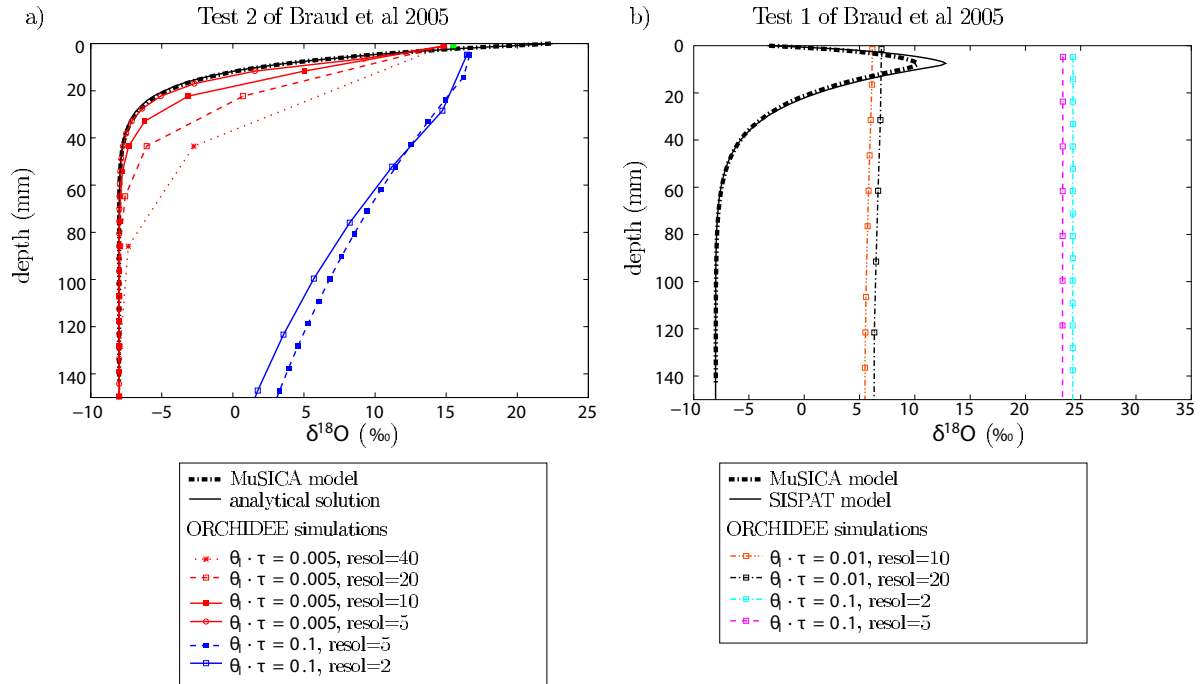 a)
Test 2 of Braud et al 2005
0
20
40
60
80
100
120
140
depth (mm)
−10
−5
0
5
10
15
20
25
δ¹⁸O (‰)
MuSICA model
analytical solution
ORCHIDEE simulations
θl · τ = 0.005, resol=40
θl · τ = 0.005, resol=20
θl · τ = 0.005, resol=10
θl · τ = 0.005, resol=5
θl · τ = 0.1, resol=5
θl · τ = 0.1, resol=2
b)
Test 1 of Braud et al 2005
0
20
40
60
80
100
120
140
depth (mm)
−10
−5
0
5
10
15
20
25
30
35
δ¹⁸O (‰)
MuSICA model
SISPAT model
ORCHIDEE simulations
θl · τ = 0.01, resol=10
θl · τ = 0.01, resol=20
θl · τ = 0.1, resol=2
θl · τ = 0.1, resol=5